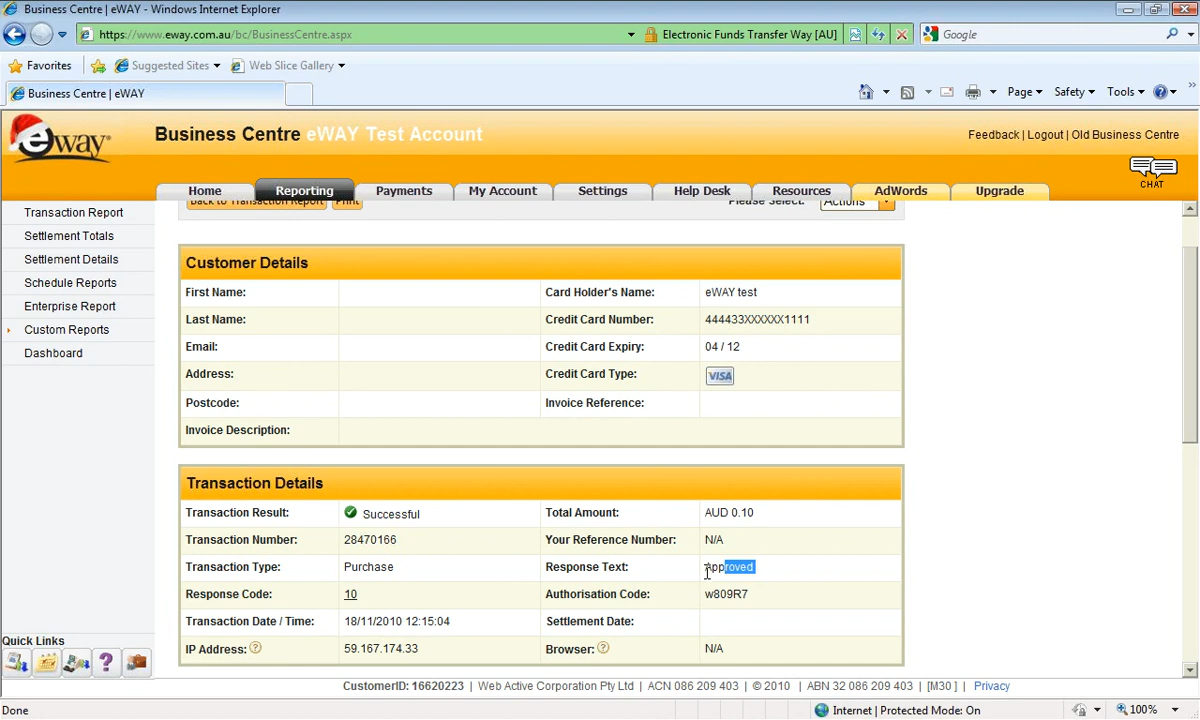 Business Centre | eWAY - Windows Internet Explorer
https://www.eway.com.au/bc/BusinessCentre.aspx
Electronic Funds Transfer Way [AU]
Google
Favorites
Suggested Sites
Web Slice Gallery
Business Centre | eWAY
Page
Safety
Tools
eway
Business Centre eWAY Test Account
Feedback | Logout | Old Business Centre
CHAT
Home
Reporting
Payments
My Account
Settings
Help Desk
Resources
AdWords
Upgrade
Transaction Report
Settlement Totals
Settlement Details
Schedule Reports
Enterprise Report
Custom Reports
Dashboard
Back to Transaction Report
Print
Please Select:
Actions
Customer Details
First Name:
Card Holder's Name: eWAY test
Last Name:
Credit Card Number: 444433XXXXXX1111
Email:
Credit Card Expiry: 04 / 12
Address:
Credit Card Type: VISA
Postcode:
Invoice Reference:
Invoice Description:
Transaction Details
Transaction Result: Successful
Total Amount: AUD 0.10
Transaction Number: 28470166
Your Reference Number: N/A
Transaction Type: Purchase
Response Text: Approved
Response Code: 10
Authorisation Code: w809R7
Transaction Date / Time: 18/11/2010 12:15:04
Settlement Date:
IP Address: 59.167.174.33
Browser: N/A
Quick Links
CustomerID: 16620223 | Web Active Corporation Pty Ltd | ACN 086 209 403 | © 2010 | ABN 32 086 209 403 | [M30 ] | Privacy
Done
Internet | Protected Mode: On
100%